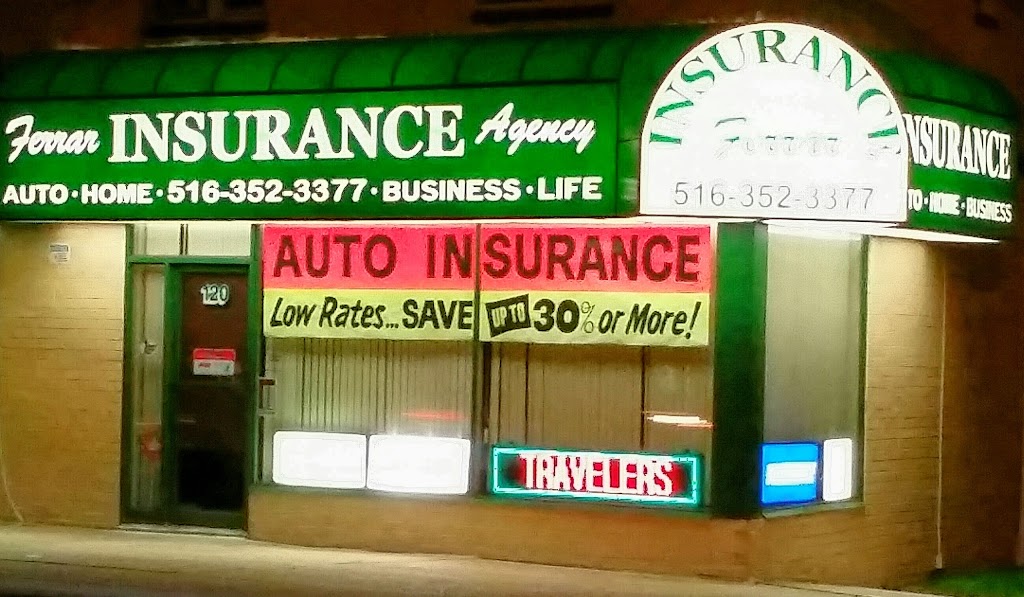 Ferrar INSURANCE Agency
AUTO · HOME · 516-352-3377 · BUSINESS · LIFE
INSURANCE
516-352-3377
INSURANCE
TO · HOME · BUSINESS
120
AUTO INSURANCE
Low Rates... SAVE UP TO 30% or More!
TRAVELERS